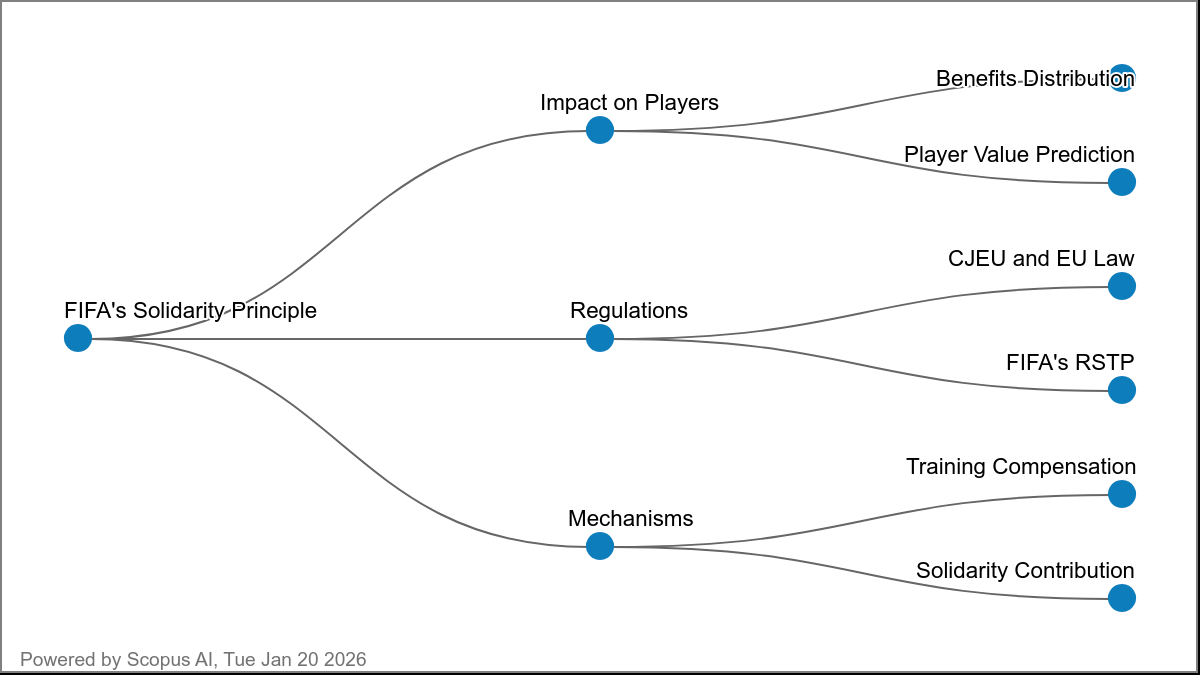 Benefits Distribution
Impact on Players
Player Value Prediction
CJEU and EU Law
FIFA's Solidarity Principle
Regulations
FIFA's RSTP
Training Compensation
Mechanisms
Solidarity Contribution
Powered by Scopus AI, Tue Jan 20 2026